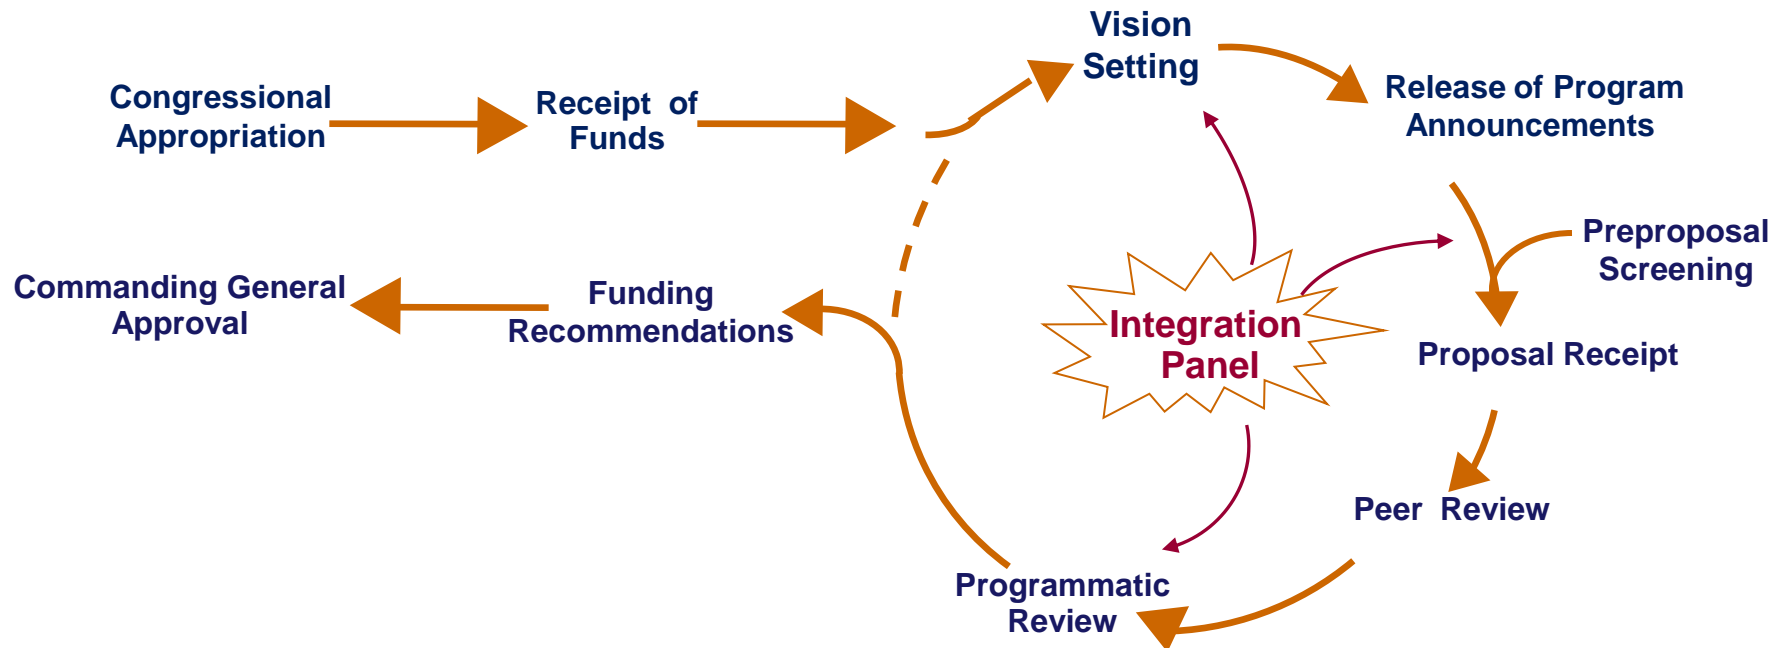 Congressional
Appropriation
Receipt of
Funds
Vision
Setting
Release of Program
Announcements
Preproposal
Screening
Proposal Receipt
Peer Review
Programmatic
Review
Integration
Panel
Funding
Recommendations
Commanding General
Approval